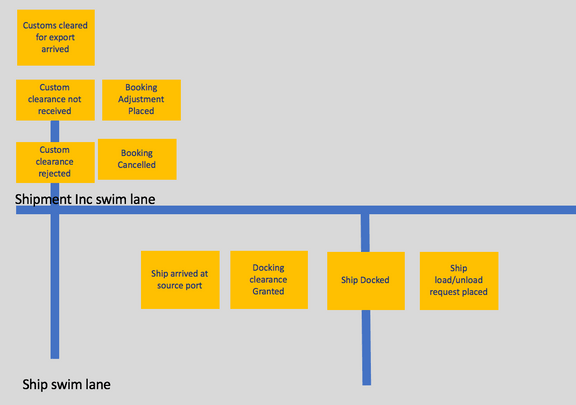 Customs cleared
for export
arrived
Custom
clearance not
received
Booking
Adjustment
Placed
Custom
clearance
rejected
Booking
Cancelled
Shipment Inc swim lane
Ship arrived at
source port
Docking
clearance
Granted
Ship Docked
Ship
load/unload
request placed
Ship swim lane